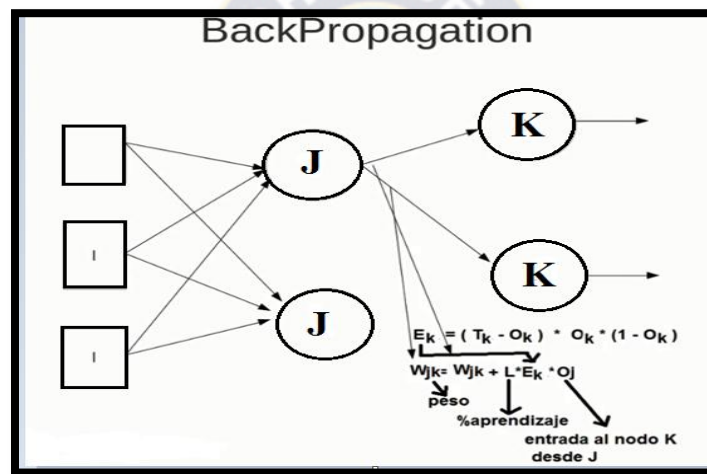 BackPropagation
K
J
I
K
J
I
Ek = ( Tk - Ok ) * Ok * (1 - Ok )
Wjk= Wjk + L*Ek *Oj
peso
%aprendizaje
entrada al nodo K
desde J